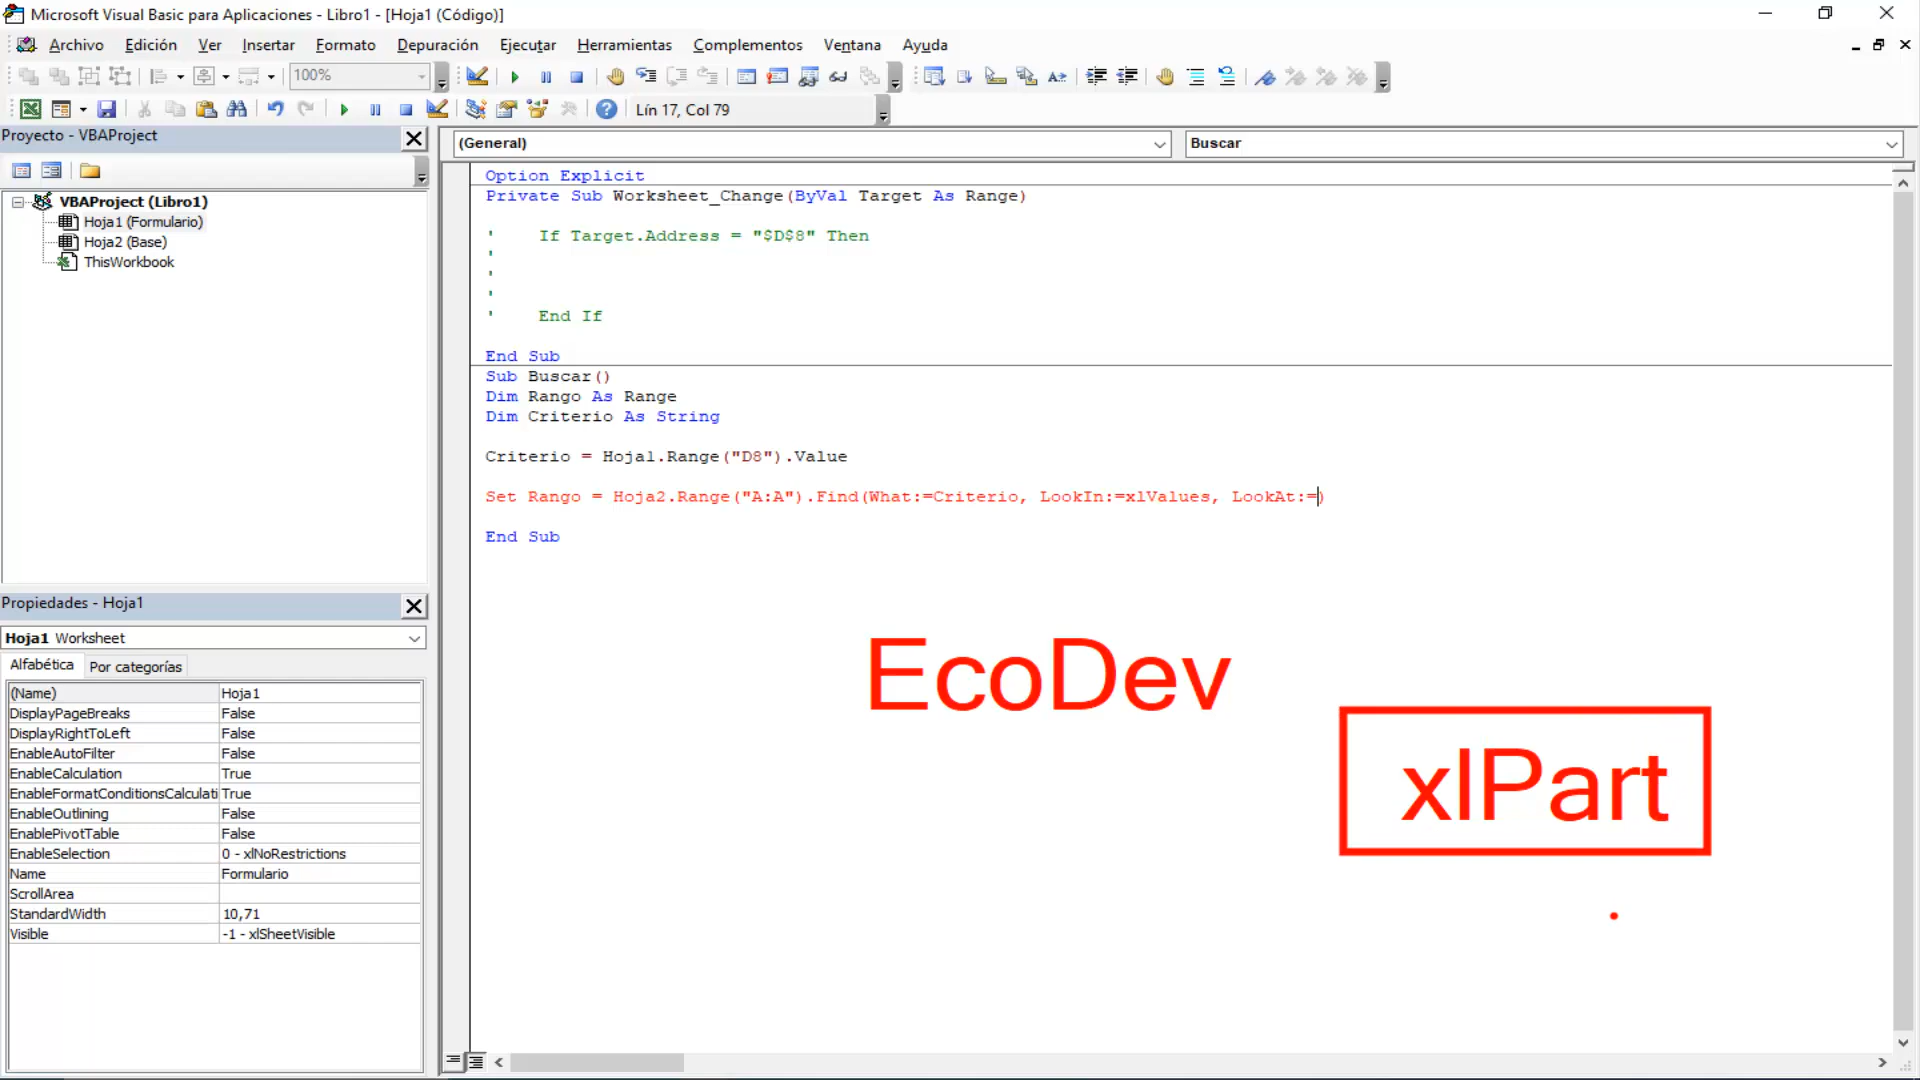 Microsoft Visual Basic para Aplicaciones - Libro1 - [Hoja1 (Código)]
Archivo Edición Ver Insertar Formato Depuración Ejecutar Herramientas Complementos Ventana Ayuda
100%
Lín 17, Col 79
Proyecto - VBAProject
VBAProject (Libro1)
Hoja1 (Formulario)
Hoja2 (Base)
ThisWorkbook
Propiedades - Hoja1
Hoja1 Worksheet
Alfabética Por categorías
(Name) Hoja1
DisplayPageBreaks False
DisplayRightToLeft False
EnableAutoFilter False
EnableCalculation True
EnableFormatConditionsCalculati True
EnableOutlining False
EnablePivotTable False
EnableSelection 0 - xlNoRestrictions
Name Formulario
ScrollArea
StandardWidth 10,71
Visible -1 - xlSheetVisible
(General) Buscar
Option Explicit
Private Sub Worksheet_Change(ByVal Target As Range)
' If Target.Address = "$D$8" Then
'
'
'
' End If
End Sub
Sub Buscar()
Dim Rango As Range
Dim Criterio As String
Criterio = Hoja1.Range("D8").Value
Set Rango = Hoja2.Range("A:A").Find(What:=Criterio, LookIn:=xlValues, LookAt:=)
End Sub
EcoDev
xlPart